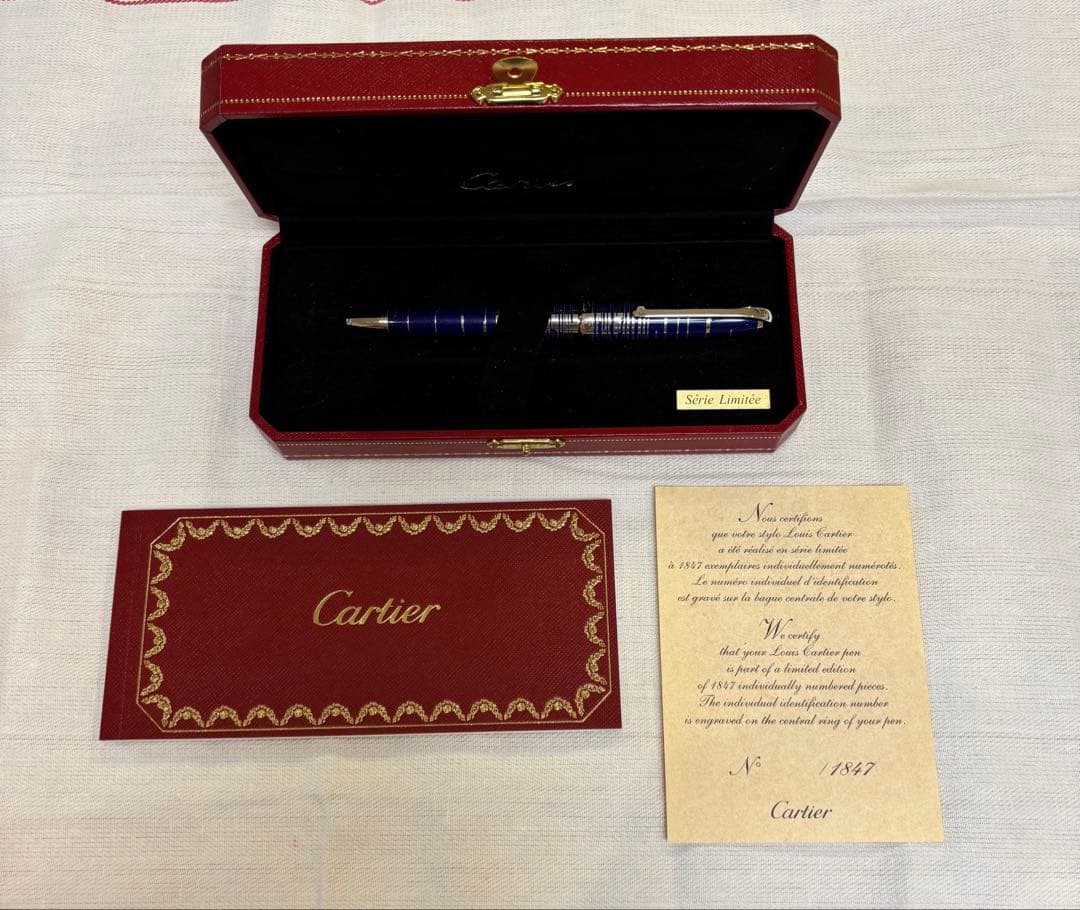 Cartier
Série Limitée
Cartier
Nous certifions
que votre stylo Louis Cartier
a été réalisé en série limitée
à 1847 exemplaires individuellement numérotés.
Le numéro individuel d'identification
est gravé sur la bague centrale de votre stylo.
We certify
that your Louis Cartier pen
is part of a limited edition
of 1847 individually numbered pieces.
The individual identification number
is engraved on the central ring of your pen.
N° /1847
Cartier